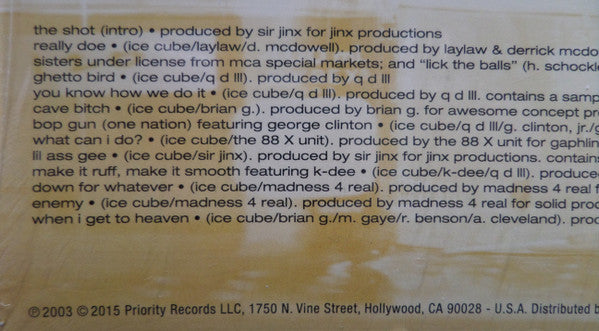 the shot (intro) • produced by sir jinx for jinx productions
really doe • (ice cube/laylaw/d. mcdowell). produced by laylaw & derrick mcdo
sisters under license from mca special markets; and "lick the balls" (h. schockle
ghetto bird • (ice cube/q d III). produced by q d III
you know how we do it • (ice cube/q d III). produced by q d III. contains a samp
cave bitch • (ice cube/brian g.). produced by brian g. for awesome concept pr
bop gun (one nation) featuring george clinton • (ice cube/q d III/g. clinton, jr./g
what can i do? • (ice cube/the 88 X unit). produced by the 88 X unit for gaphlin
lil ass gee • (ice cube/sir jinx). produced by sir jinx for jinx productions. contain
make it ruff, make it smooth featuring k-dee • (ice cube/k-dee/q d III). produce
down for whatever • (ice cube/madness 4 real). produced by madness 4 real f
enemy • (ice cube/madness 4 real). produced by madness 4 real for solid prod
when i get to heaven • (ice cube/brian g./m. gaye/r. benson/a. cleveland). pro
℗ 2003 © 2015 Priority Records LLC, 1750 N. Vine Street, Hollywood, CA 90028 - U.S.A. Distributed b